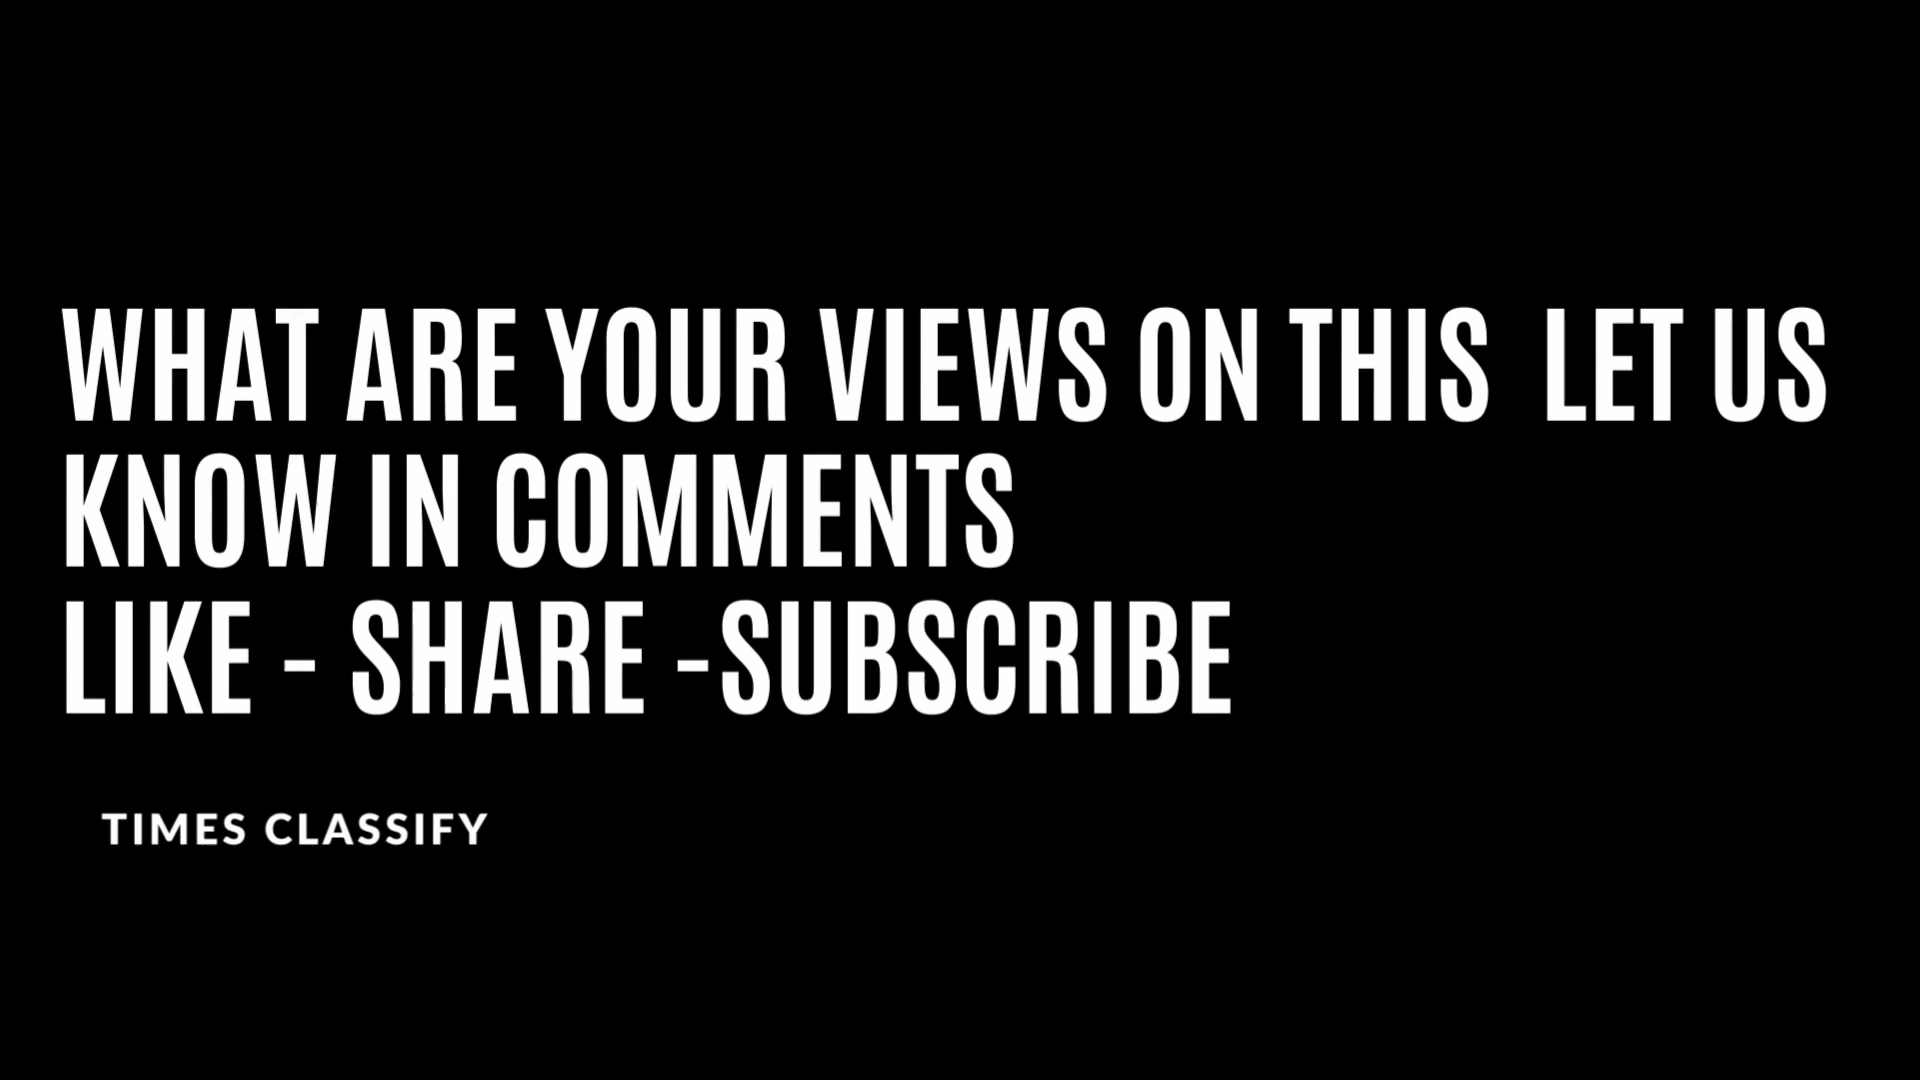 WHAT ARE YOUR VIEWS ON THIS  LET US
KNOW IN COMMENTS
LIKE - SHARE -SUBSCRIBE
TIMES CLASSIFY